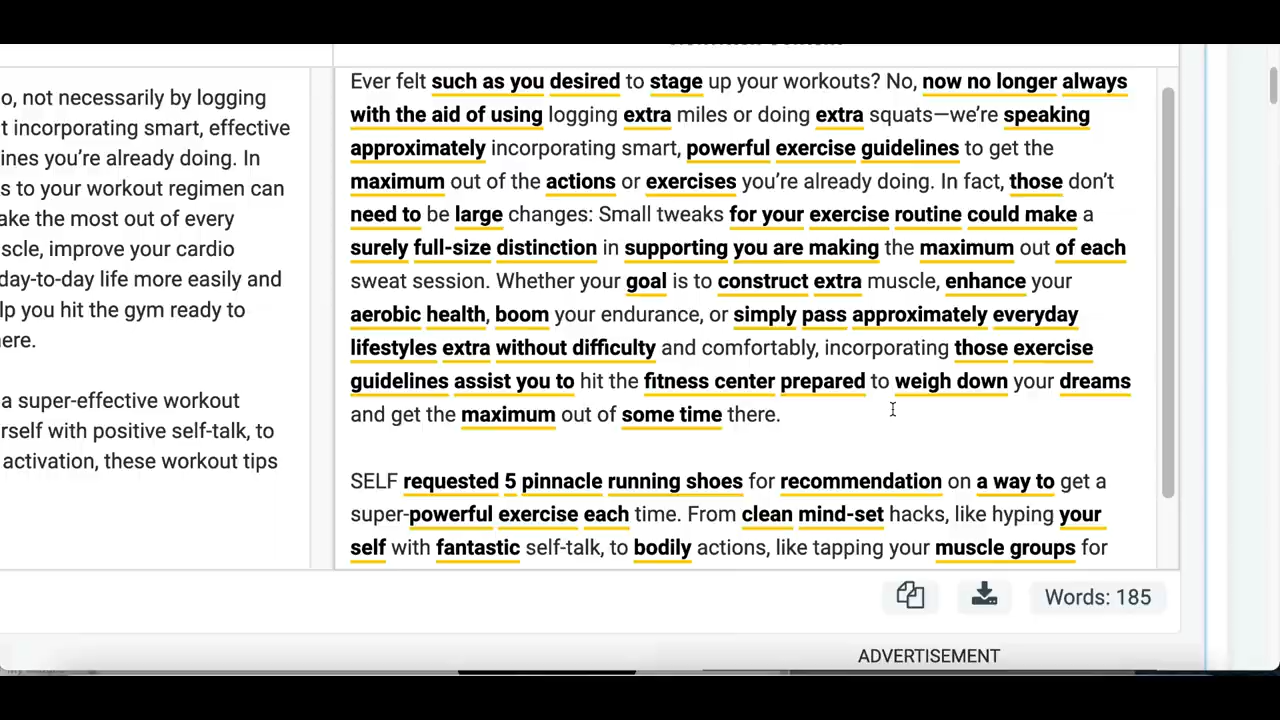 o, not necessarily by logging
t incorporating smart, effective
ines you’re already doing. In
s to your workout regimen can
ake the most out of every
scle, improve your cardio
day-to-day life more easily and
lp you hit the gym ready to
ere.
a super-effective workout
rself with positive self-talk, to
activation, these workout tips
Ever felt such as you desired to stage up your workouts? No, now no longer always
with the aid of using logging extra miles or doing extra squats—we’re speaking
approximately incorporating smart, powerful exercise guidelines to get the
maximum out of the actions or exercises you’re already doing. In fact, those don’t
need to be large changes: Small tweaks for your exercise routine could make a
surely full-size distinction in supporting you are making the maximum out of each
sweat session. Whether your goal is to construct extra muscle, enhance your
aerobic health, boom your endurance, or simply pass approximately everyday
lifestyles extra without difficulty and comfortably, incorporating those exercise
guidelines assist you to hit the fitness center prepared to weigh down your dreams
and get the maximum out of some time there.
SELF requested 5 pinnacle running shoes for recommendation on a way to get a
super-powerful exercise each time. From clean mind-set hacks, like hyping your
self with fantastic self-talk, to bodily actions, like tapping your muscle groups for
Words: 185
ADVERTISEMENT